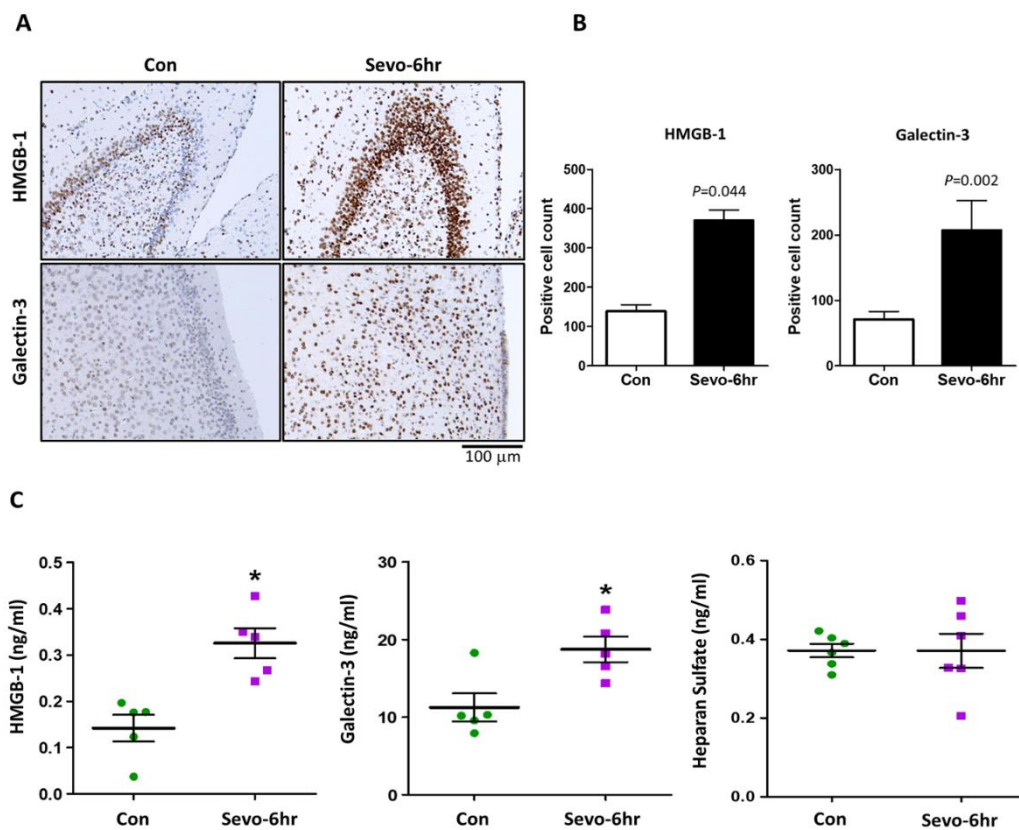 A
Con
Sevo-6hr
HMGB-1
Galectin-3
100 μm
B
HMGB-1
Positive cell count
500
400
300
200
100
0
P=0.044
Con
Sevo-6hr
Galectin-3
Positive cell count
300
200
100
0
P=0.002
Con
Sevo-6hr
C
HMGB-1 (ng/ml)
0.5
0.4
0.3
0.2
0.1
0.0
*
Con
Sevo-6hr
Galectin-3 (ng/ml)
30
20
10
0
*
Con
Sevo-6hr
Heparan Sulfate (ng/ml)
0.6
0.4
0.2
0.0
Con
Sevo-6hr